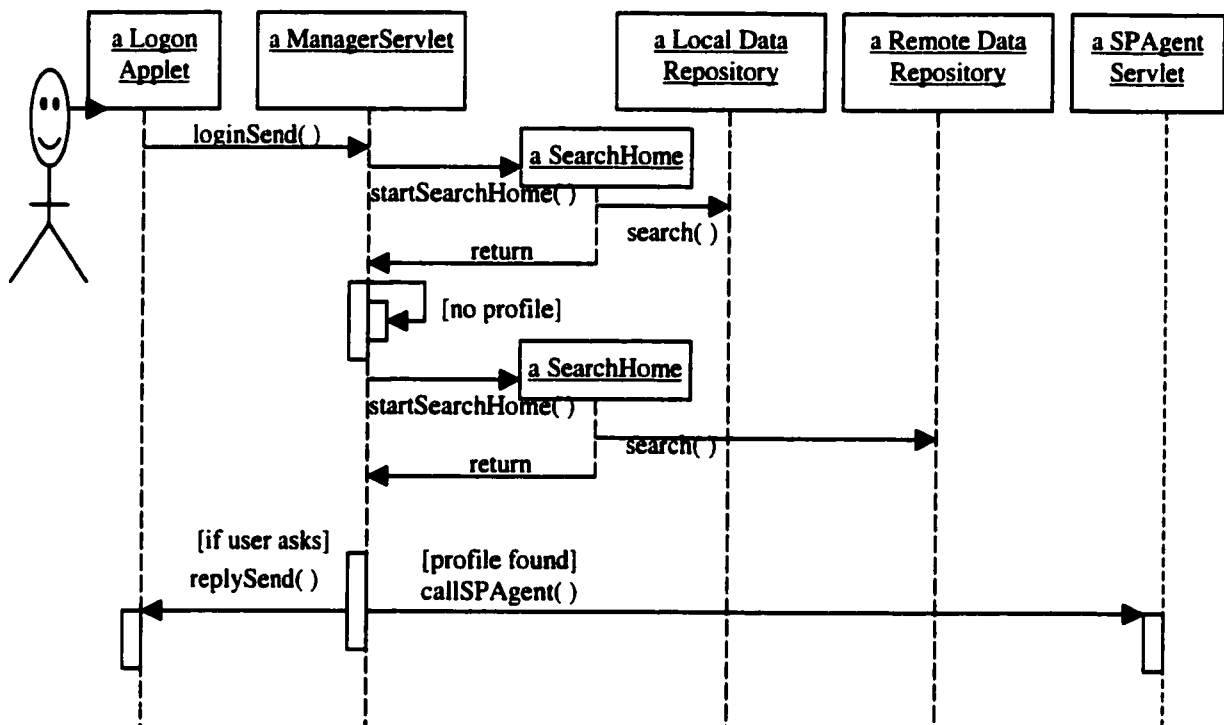 a Logon
Applet
a ManagerServlet
a Local Data
Repository
a Remote Data
Repository
a SPAgent
Servlet
loginSend( )
a SearchHome
startSearchHome( )
search( )
return
[no profile]
a SearchHome
startSearchHome( )
search( )
return
[if user asks]
replySend( )
[profile found]
callSPAgent( )